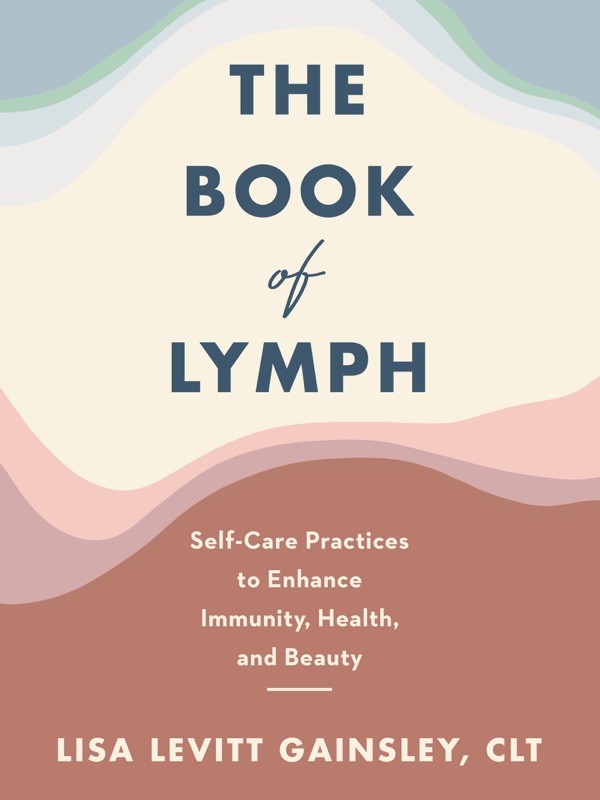 THE
BOOK
of
LYMPH
Self-Care Practices
to Enhance
Immunity, Health,
and Beauty
LISA LEVITT GAINSLEY, CLT